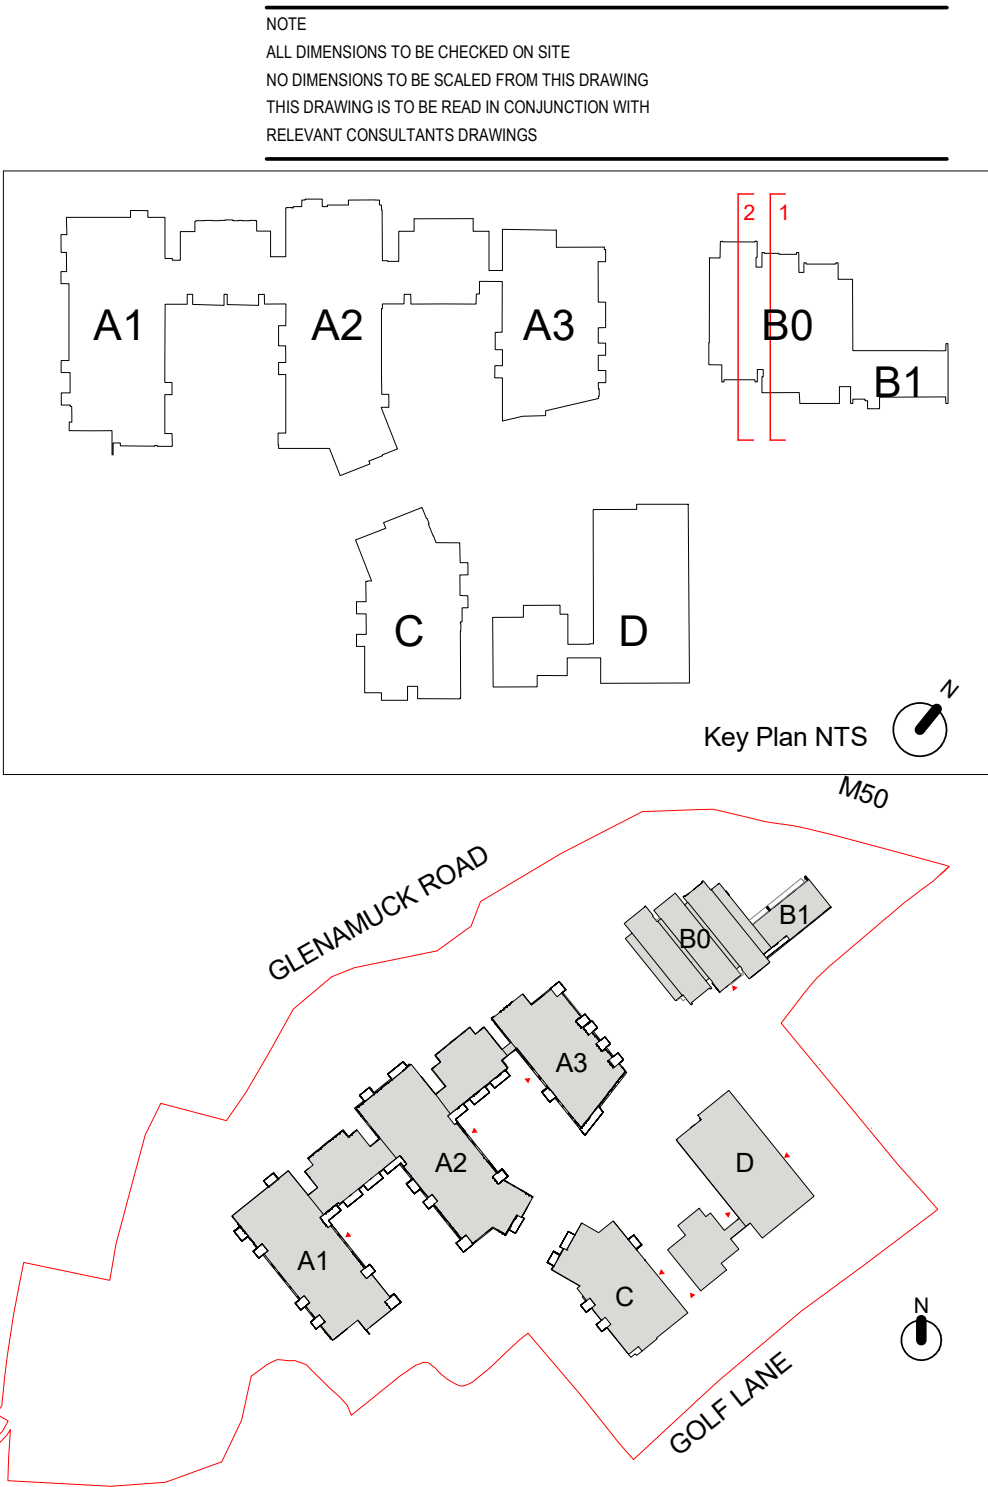 NOTE
ALL DIMENSIONS TO BE CHECKED ON SITE
NO DIMENSIONS TO BE SCALED FROM THIS DRAWING
THIS DRAWING IS TO BE READ IN CONJUNCTION WITH
RELEVANT CONSULTANTS DRAWINGS
2 1
A1 A2 A3 B0
B1
C D
N
Key Plan NTS
M50
GLENAMUCK ROAD
B1
B0
A3
A2
D
A1
C
N
GOLF LANE